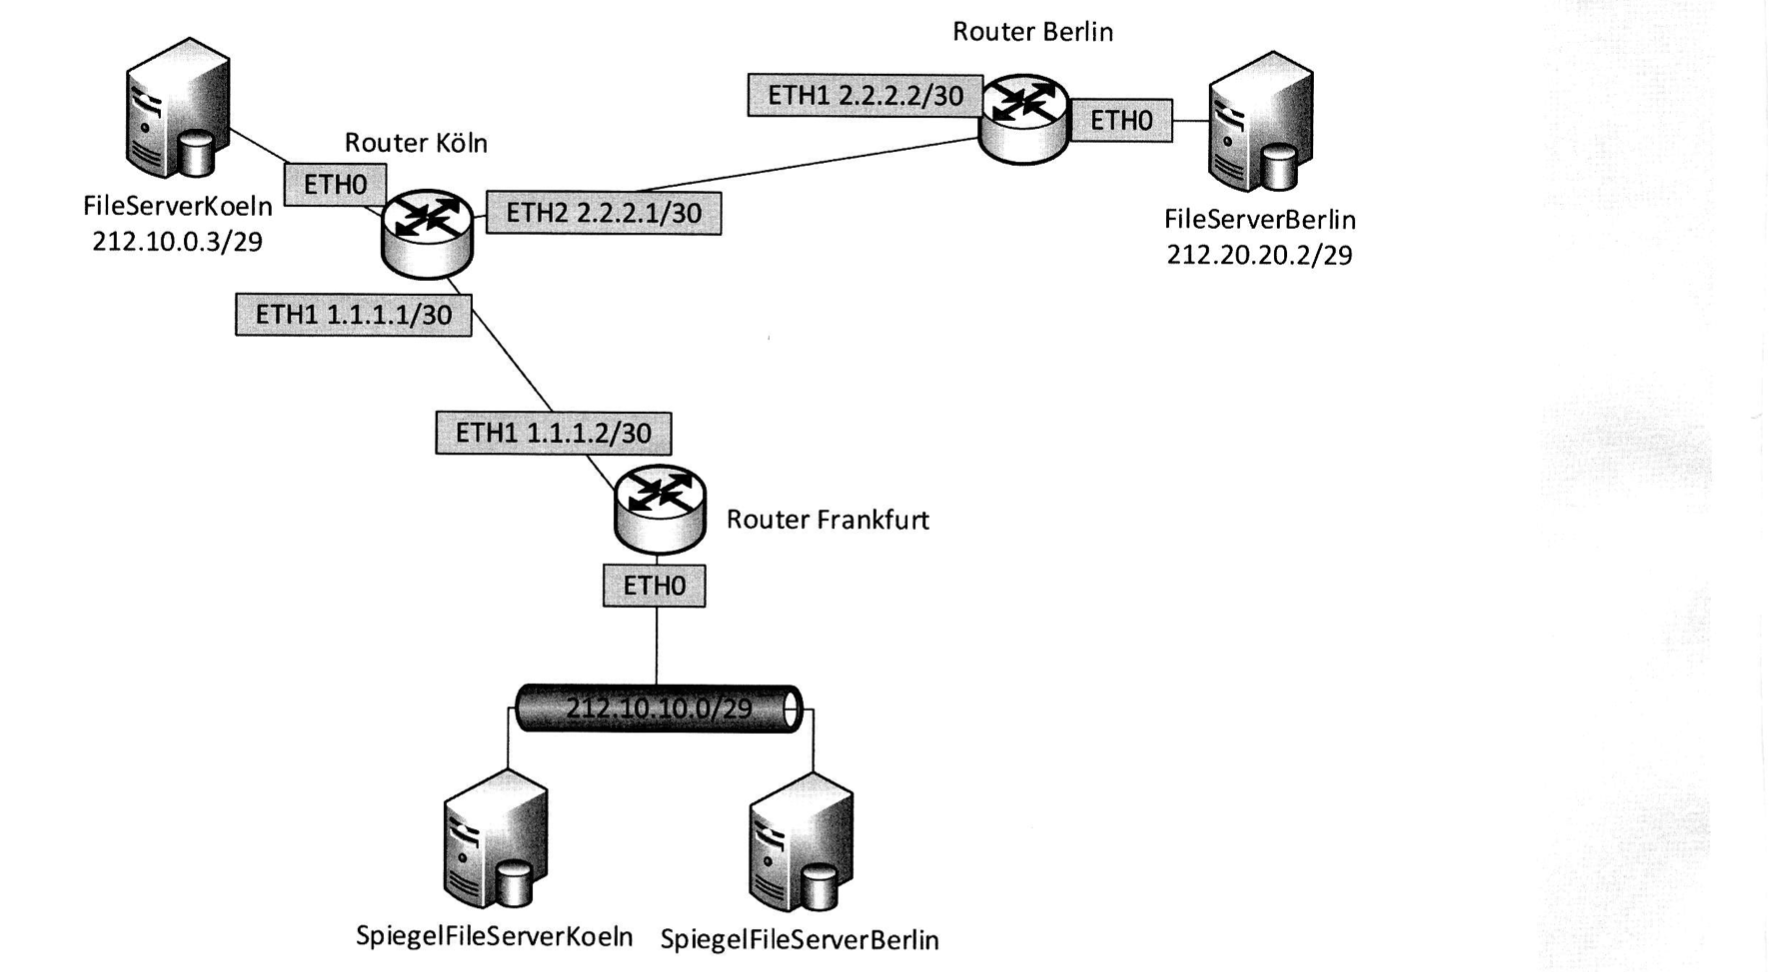 Router Berlin
ETH1 2.2.2.2/30
ETH0
Router Köln
ETH0
FileServerKoeln
212.10.0.3/29
ETH2 2.2.2.1/30
FileServerBerlin
212.20.20.2/29
ETH1 1.1.1.1/30
ETH1 1.1.1.2/30
Router Frankfurt
ETH0
212.10.10.0/29
SpiegelFileServerKoeln
SpiegelFileServerBerlin